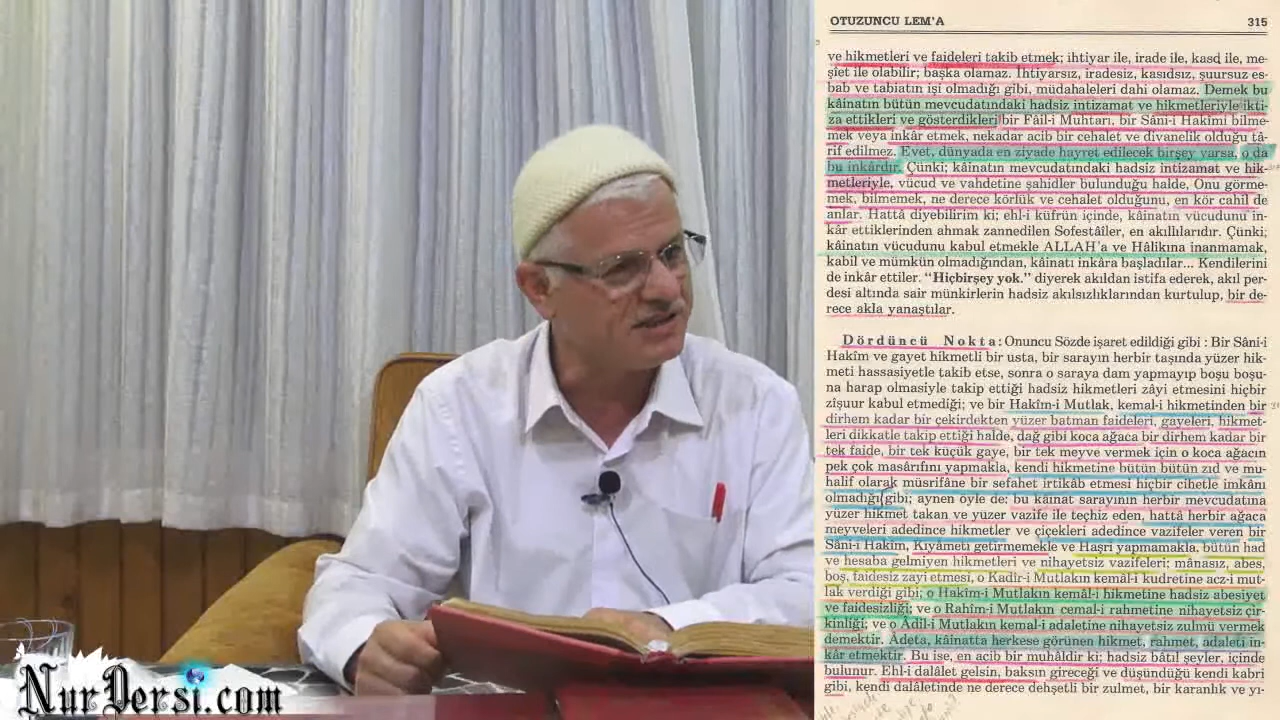 OTUZUNCU LEM'A 315
ve hikmetleri ve faideleri takib etmek; ihtiyar ile, irade ile, kasd ile, me-
şiet ile olabilir; başka olamaz. İhtiyarsız, iradesiz, kasıdsız, şuursuz es-
bab ve tabiatın işi olmadığı gibi, müdahaleleri dahi olamaz. Demek bu
kâinatın bütün mevcudatındaki hadsiz intizamat ve hikmetleriyle ikti-
za ettikleri ve gösterdikleri bir Fâil-i Muhtarı, bir Sâni-i Hakîmi bilme-
mek veya inkâr etmek, nekadar acib bir cehalet ve divanelik olduğu tâ-
rif edilmez. Evet, dünyada en ziyade hayret edilecek birşey varsa, o da
bu inkârdır. Çünki; kâinatın mevcudatındaki hadsiz intizamat ve hik-
metleriyle, vücud ve vahdetine şahidler bulunduğu halde, Onu görme-
mek, bilmemek, ne derece körlük ve cehalet olduğunu, en kör cahil de
anlar. Hattâ diyebilirim ki; ehl-i küfrün içinde, kâinatın vücudunu in-
kâr ettiklerinden ahmak zannedilen Sofestâîler, en akıllılarıdır. Çünki;
kâinatın vücudunu kabul etmekle ALLAH'a ve Hâlikına inanmamak,
kabil ve mümkün olmadığından, kâinatı inkâra başladılar.. Kendilerini
de inkâr ettiler. "Hiçbirşey yok." diyerek akıldan istifa ederek, akıl per-
desi altında sair münkirlerin hadsiz akılsızlıklarından kurtulup, bir de-
rece akla yanaştılar.
Dördüncü Nokta: Onuncu Sözde işaret edildiği gibi : Bir Sâni-i
Hakîm ve gayet hikmetli bir usta, bir sarayın herbir taşında yüzer hik-
meti hassasiyetle takib etse, sonra o saraya dam yapmayıp boşu boşu-
na harap olmasiyle takip ettiği hadsiz hikmetleri zâyi etmesini hiçbir
zîşuur kabul etmediği; ve bir Hakîm-i Mutlak, kemal-i hikmetinden bir
dirhem kadar bir çekirdekten yüzer batman faideleri, gayeleri, hikmet-
leri dikkatle takip ettiği halde, dağ gibi koca ağaca bir dirhem kadar bir
tek faide, bir tek küçük gaye, bir tek meyve vermek için o koca ağacın
pek çok masârıfını yapmakla, kendi hikmetine bütün bütün zıd ve mu-
halif olarak müsrifâne bir sefahet irtikâb etmesi hiçbir cihetle imkânı
olmadığı gibi; aynen öyle de: bu kâinat sarayının herbir mevcudatına
yüzer hikmet takan ve yüzer vazife ile teçhiz eden, hattâ herbir ağaca
meyveleri adedince hikmetler ve çiçekleri adedince vazifeler veren bir
Sâni-i Hakîm, Kıyâmeti getirmemekle ve Haşri yapmamakla, bütün had
ve hesaba gelmiyen hikmetleri ve nihayetsiz vazifeleri; mânasız, abes,
boş, faidesiz zayi etmesi, o Kadîr-i Mutlakın kemâl-i kudretine acz-i mut-
lak verdiği gibi; o Hakîm-i Mutlakın kemâl-i hikmetine hadsiz abesiyet
ve faidesizliği; ve o Rahîm-i Mutlakın cemal-i rahmetine nihayetsiz çir-
kinliği; ve o Âdil-i Mutlakın kemal-i adaletine nihayetsiz zulmü vermek
demektir. Âdeta, kâinatta herkese görünen hikmet, rahmet, adaleti in-
kâr etmektir. Bu ise, en acib bir muhâldir ki; hadsiz bâtıl şeyler, içinde
bulunur. Ehl-i dalâlet gelsin, baksın gireceği ve düşündüğü kendi kabri
gibi, kendi dalâletinde ne derece dehşetli bir zulmet, bir karanlık ve yı-
NurDersi.com